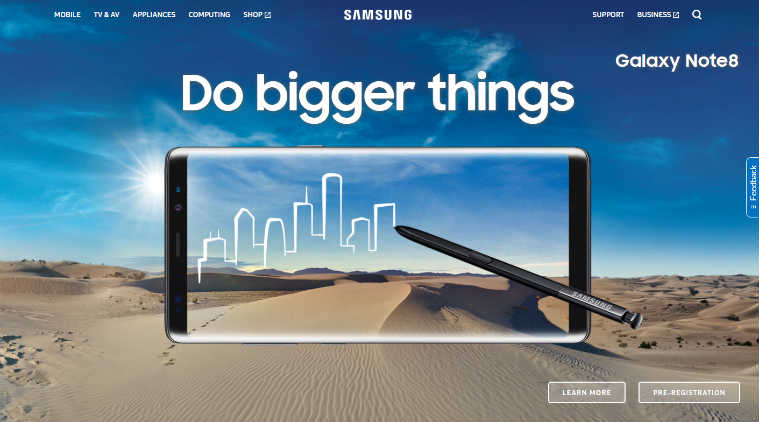 MOBILE TV & AV APPLIANCES COMPUTING SHOP SAMSUNG SUPPORT BUSINESS
Galaxy Note8
Do bigger things
Feedback
SAMSUNG
LEARN MORE PRE-REGISTRATION